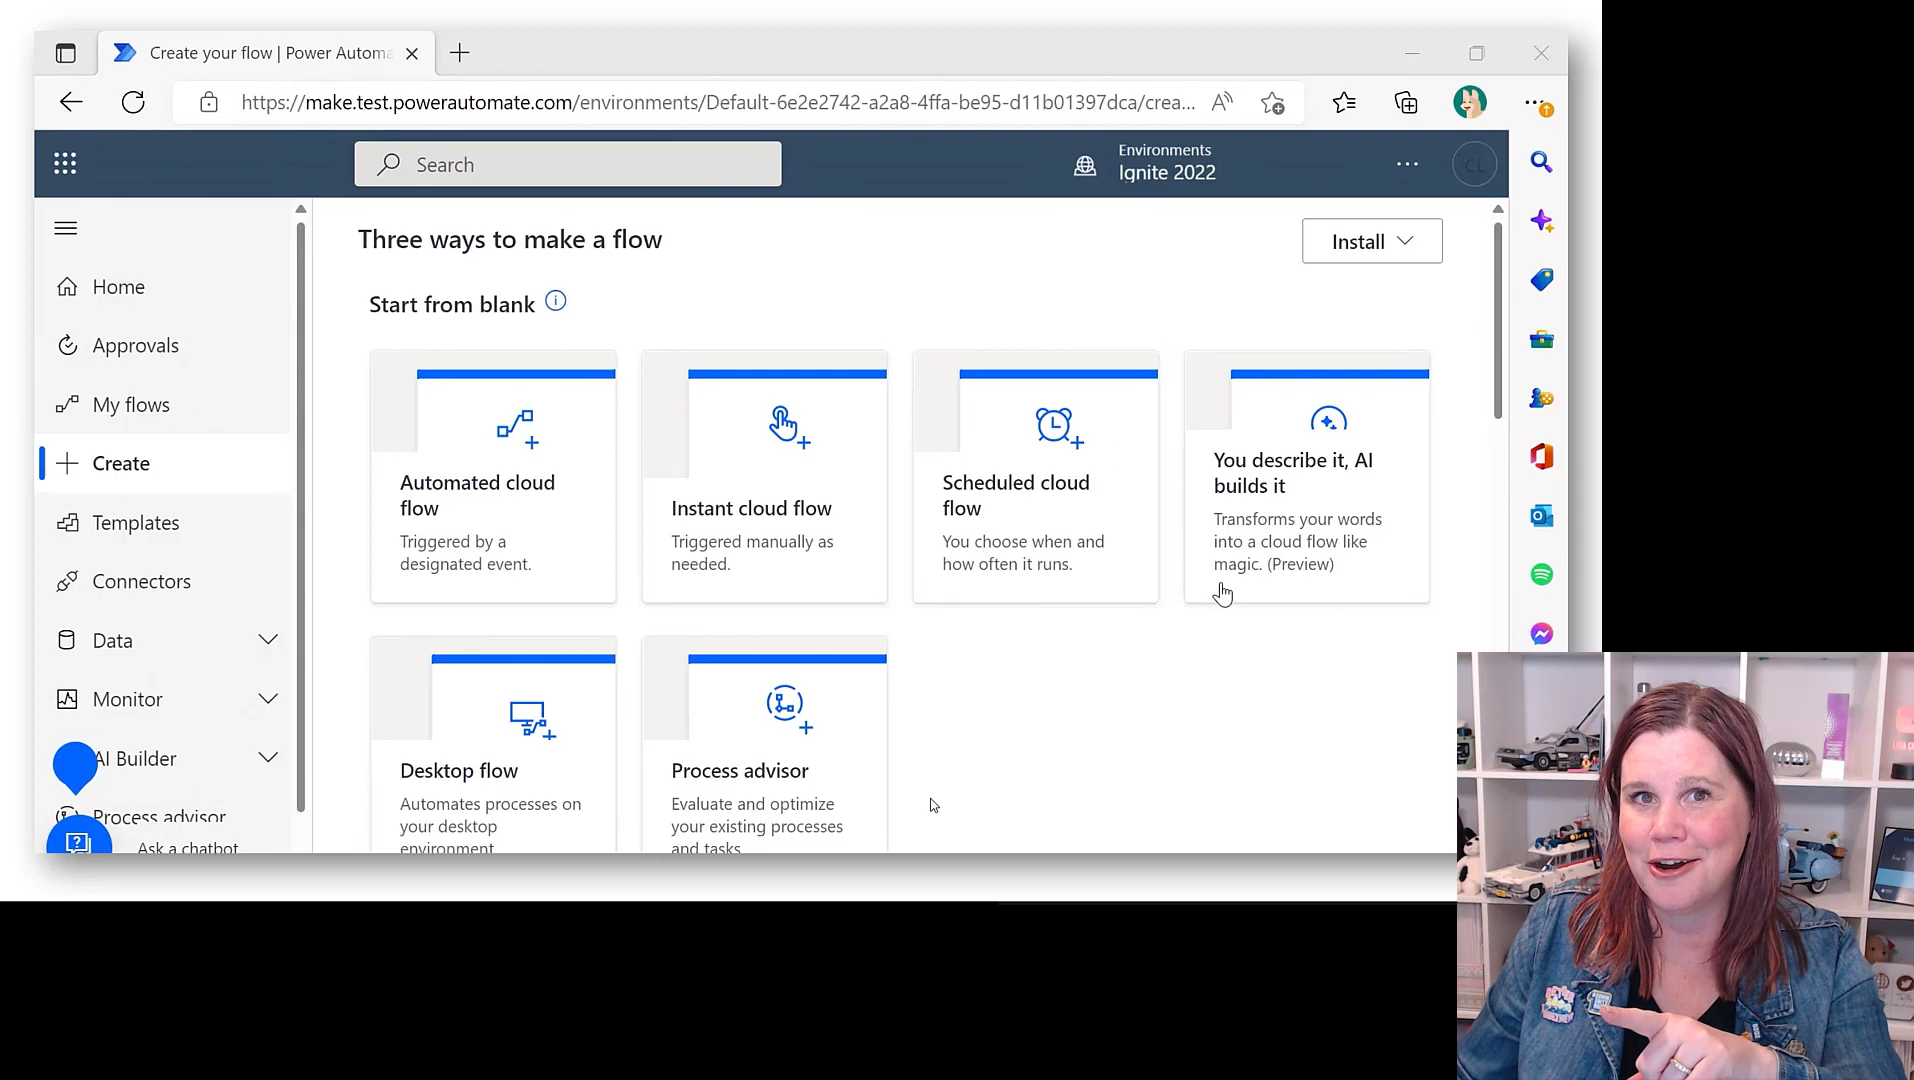 Create your flow | Power Automa
https://make.test.powerautomate.com/environments/Default-6e2e2742-a2a8-4ffa-be95-d11b01397dca/crea...
Search
Environments
Ignite 2022
CL
Three ways to make a flow
Install
Start from blank
Home
Approvals
My flows
Create
Templates
Connectors
Data
Monitor
AI Builder
Process advisor
Ask a chatbot
Automated cloud
flow
Triggered by a
designated event.
Instant cloud flow
Triggered manually as
needed.
Scheduled cloud
flow
You choose when and
how often it runs.
You describe it, AI
builds it
Transforms your words
into a cloud flow like
magic. (Preview)
Desktop flow
Automates processes on
your desktop
environment
Process advisor
Evaluate and optimize
your existing processes
and tasks